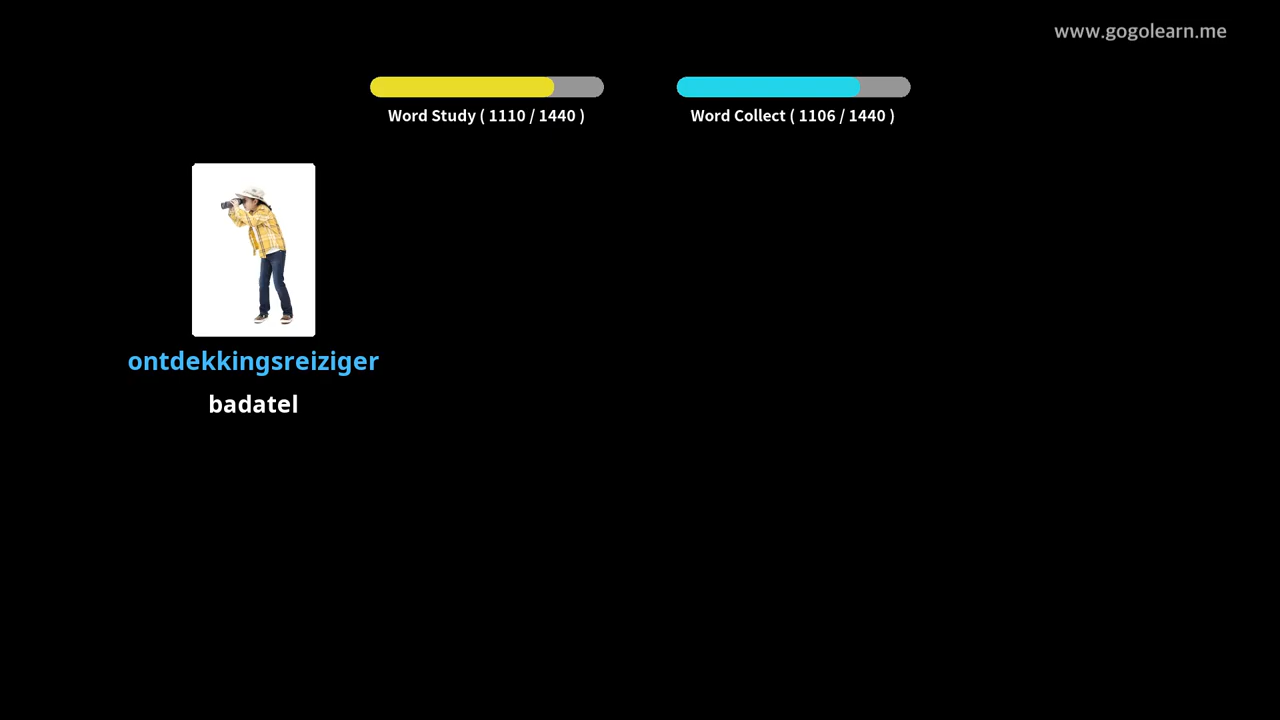 www.gogolearn.me
Word Study ( 1110 / 1440 )
Word Collect ( 1106 / 1440 )
ontdekkingsreiziger
badatel